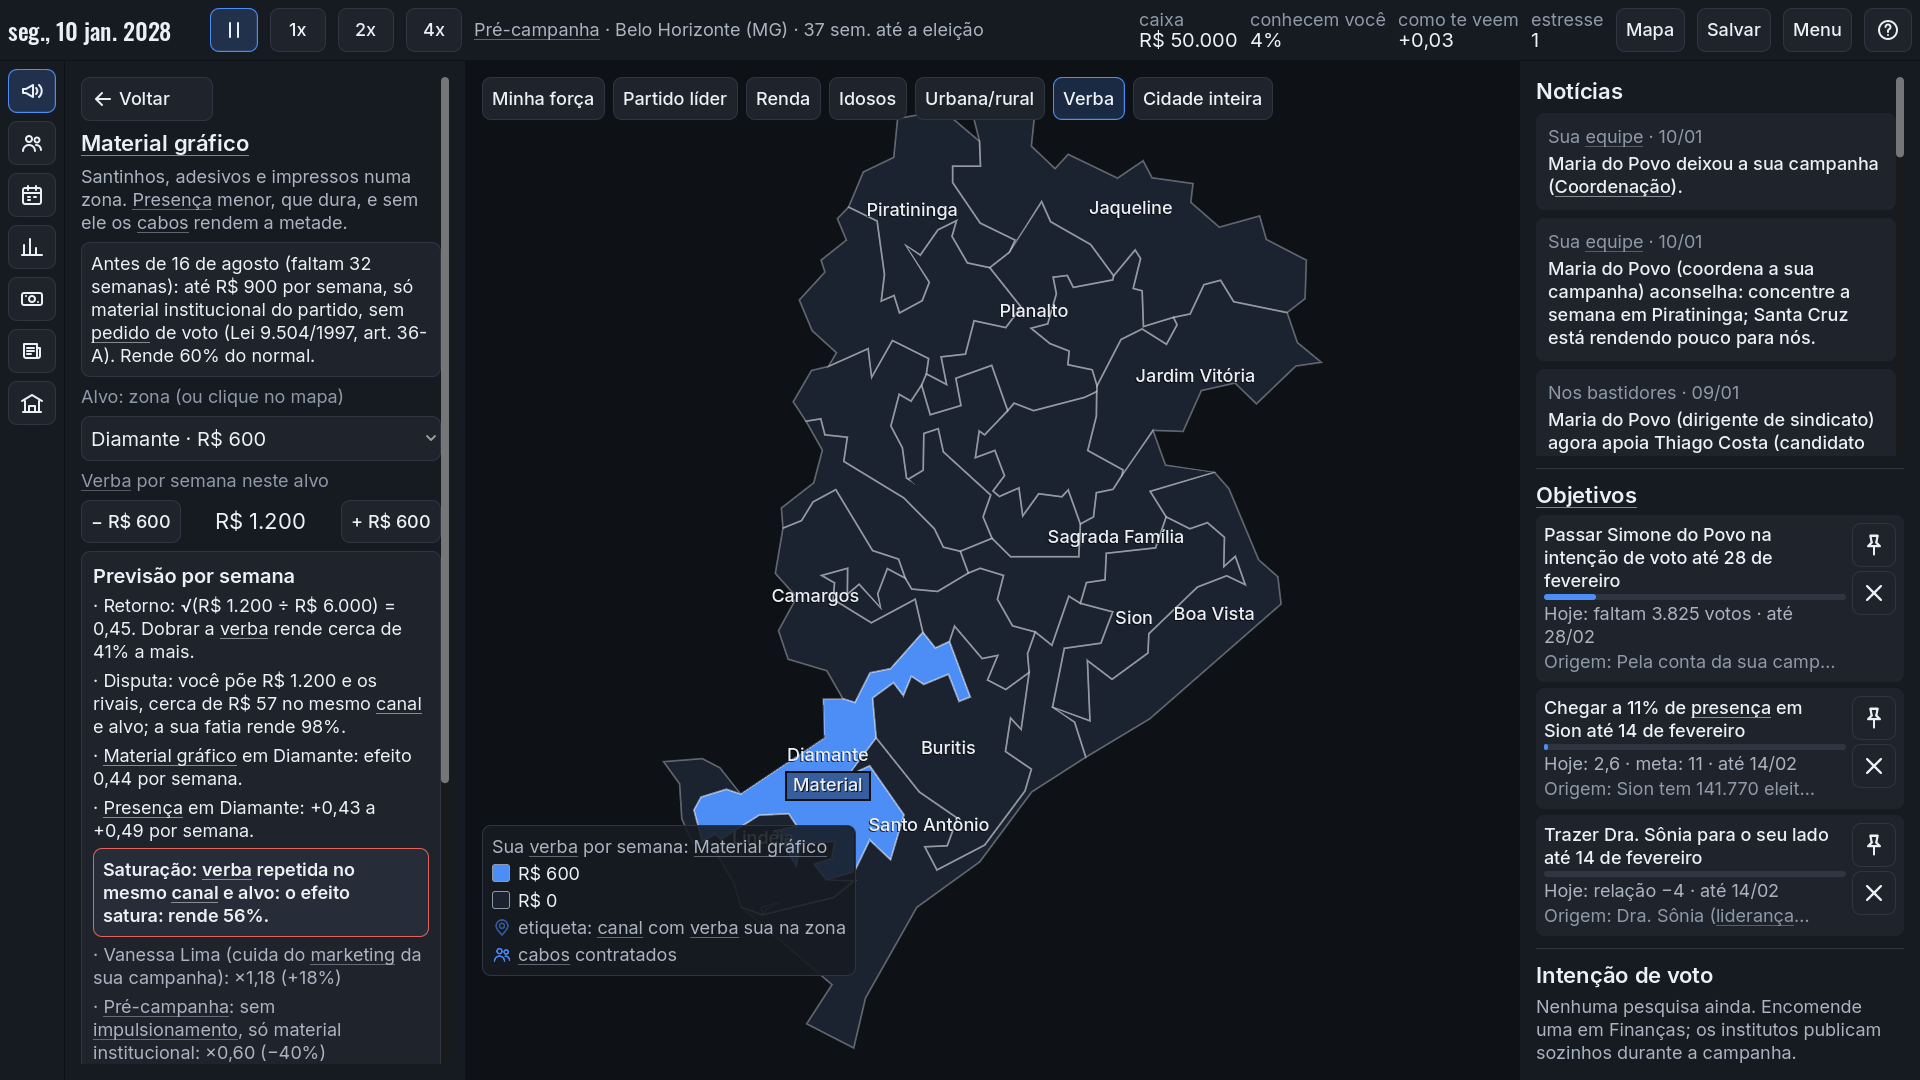 seg., 10 jan. 2028
1x
2x
4x
Pré-campanha · Belo Horizonte (MG) · 37 sem. até a eleição
caixa
R$ 50.000
conhecem você
4%
como te veem
+0,03
estresse
1
Mapa
Salvar
Menu
Voltar
Material gráfico
Santinhos, adesivos e impressos numa
zona. Presença menor, que dura, e sem
ele os cabos rendem a metade.
Antes de 16 de agosto (faltam 32
semanas): até R$ 900 por semana, só
material institucional do partido, sem
pedido de voto (Lei 9.504/1997, art. 36-
A). Rende 60% do normal.
Alvo: zona (ou clique no mapa)
Diamante · R$ 600
Verba por semana neste alvo
– R$ 600
R$ 1.200
+ R$ 600
Previsão por semana
· Retorno: √(R$ 1.200 ÷ R$ 6.000) =
0,45. Dobrar a verba rende cerca de
41% a mais.
· Disputa: você põe R$ 1.200 e os
rivais, cerca de R$ 57 no mesmo canal
e alvo; a sua fatia rende 98%.
· Material gráfico em Diamante: efeito
0,44 por semana.
· Presença em Diamante: +0,43 a
+0,49 por semana.
Saturação: verba repetida no
mesmo canal e alvo: o efeito
satura: rende 56%.
· Vanessa Lima (cuida do marketing da
sua campanha): ×1,18 (+18%)
· Pré-campanha: sem
impulsionamento, só material
institucional: ×0,60 (−40%)
Minha força
Partido líder
Renda
Idosos
Urbana/rural
Verba
Cidade inteira
Piratininga
Jaqueline
Planalto
Jardim Vitória
Sagrada Família
Camargos
Sion
Boa Vista
Diamante
Material
Buritis
Santo Antônio
Lindéia
Sua verba por semana: Material gráfico
R$ 600
R$ 0
etiqueta: canal com verba sua na zona
cabos contratados
Notícias
Sua equipe · 10/01
Maria do Povo deixou a sua campanha
(Coordenação).
Sua equipe · 10/01
Maria do Povo (coordena a sua
campanha) aconselha: concentre a
semana em Piratininga; Santa Cruz
está rendendo pouco para nós.
Nos bastidores · 09/01
Maria do Povo (dirigente de sindicato)
agora apoia Thiago Costa (candidato
Objetivos
Passar Simone do Povo na
intenção de voto até 28 de
fevereiro
Hoje: faltam 3.825 votos · até
28/02
Origem: Pela conta da sua camp...
Chegar a 11% de presença em
Sion até 14 de fevereiro
Hoje: 2,6 · meta: 11 · até 14/02
Origem: Sion tem 141.770 eleit...
Trazer Dra. Sônia para o seu lado
até 14 de fevereiro
Hoje: relação −4 · até 14/02
Origem: Dra. Sônia (liderança...
Intenção de voto
Nenhuma pesquisa ainda. Encomende
uma em Finanças; os institutos publicam
sozinhos durante a campanha.